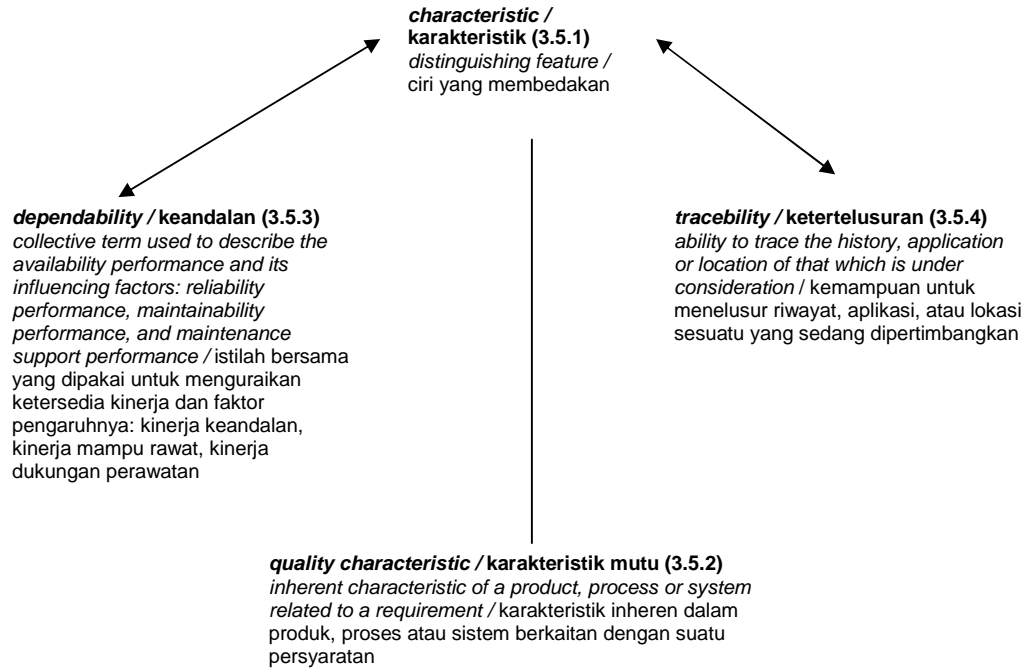 characteristic /
karakteristik (3.5.1)
distinguishing feature /
ciri yang membedakan
dependability / keandalan (3.5.3)
collective term used to describe the
availability performance and its
influencing factors: reliability
performance, maintainability
performance, and maintenance
support performance / istilah bersama
yang dipakai untuk menguraikan
ketersedia kinerja dan faktor
pengaruhnya: kinerja keandalan,
kinerja mampu rawat, kinerja
dukungan perawatan
tracebility / ketertelusuran (3.5.4)
ability to trace the history, application
or location of that which is under
consideration / kemampuan untuk
menelusur riwayat, aplikasi, atau lokasi
sesuatu yang sedang dipertimbangkan
quality characteristic / karakteristik mutu (3.5.2)
inherent characteristic of a product, process or system
related to a requirement / karakteristik inheren dalam
produk, proses atau sistem berkaitan dengan suatu
persyaratan